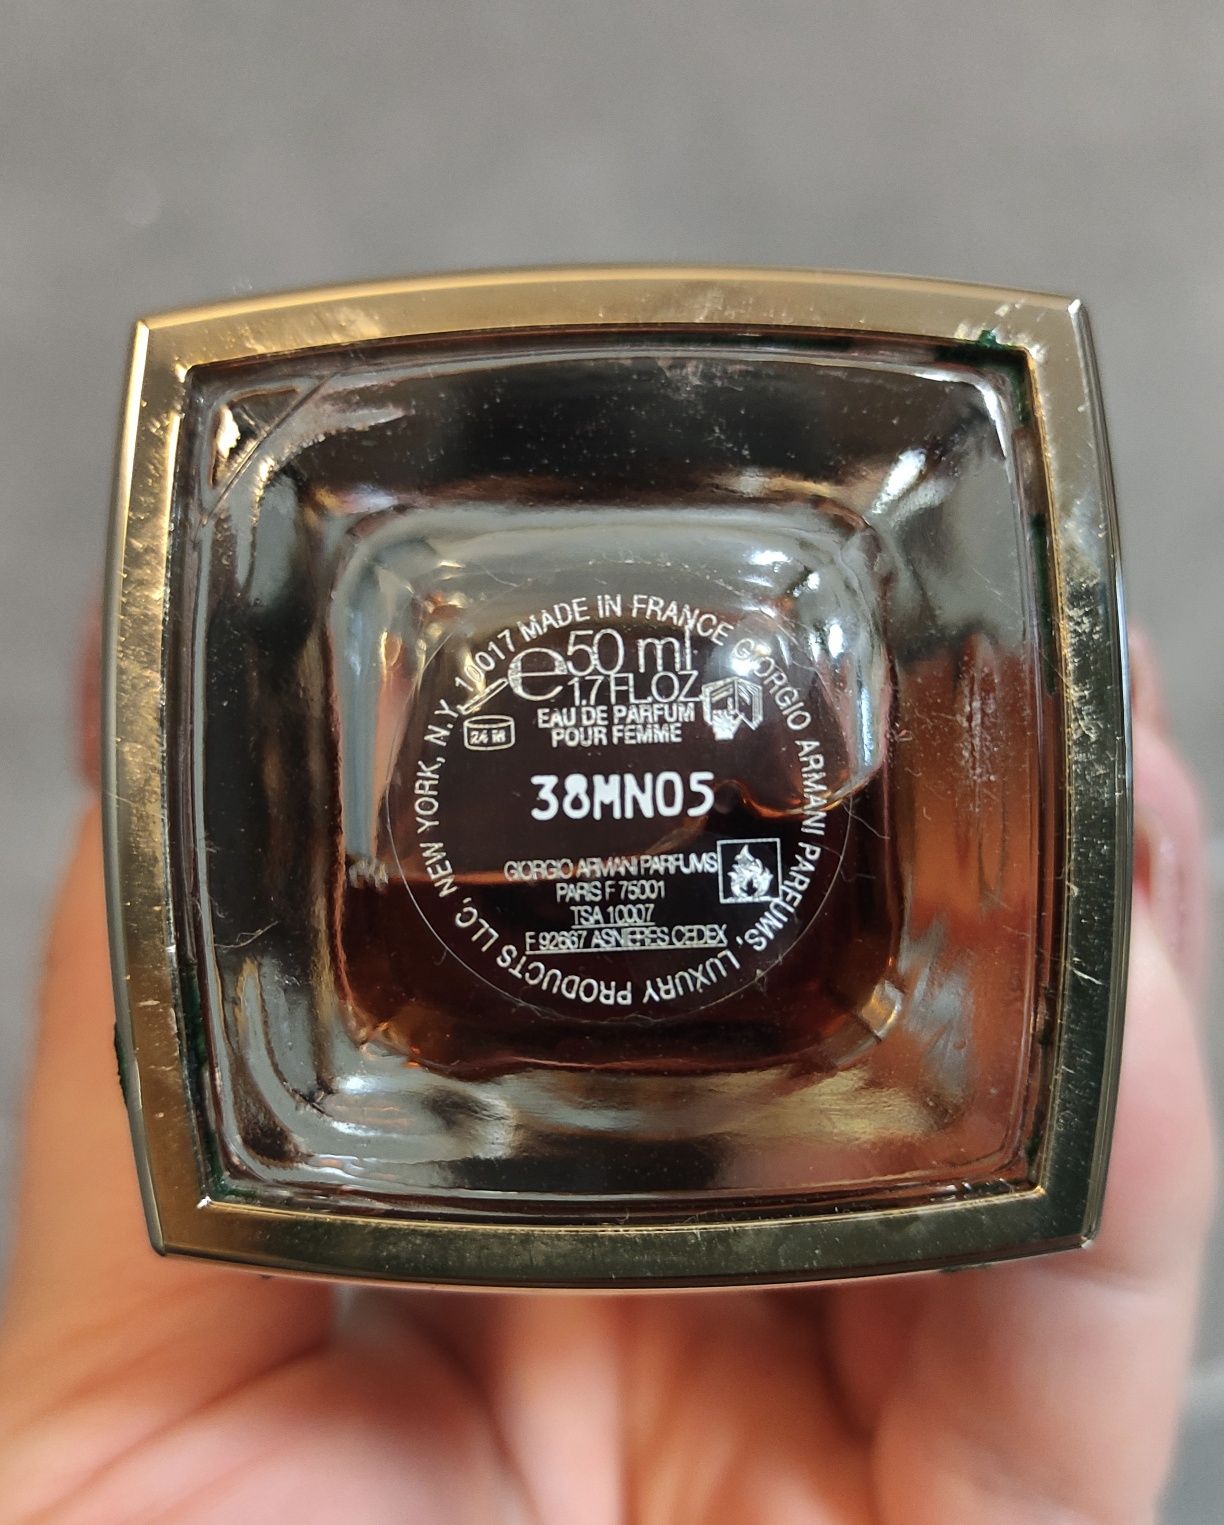 GIORGIO ARMANI PARFUMS, LUXURY PRODUCTS LLC, NEW YORK, N.Y. 10017 MADE IN FRANCE
e 50 ml
1.7 FL.OZ
24 M
EAU DE PARFUM
POUR FEMME
38MN05
GIORGIO ARMANI PARFUMS
PARIS F 75001
TSA 10007
F 92667 ASNIERES CEDEX